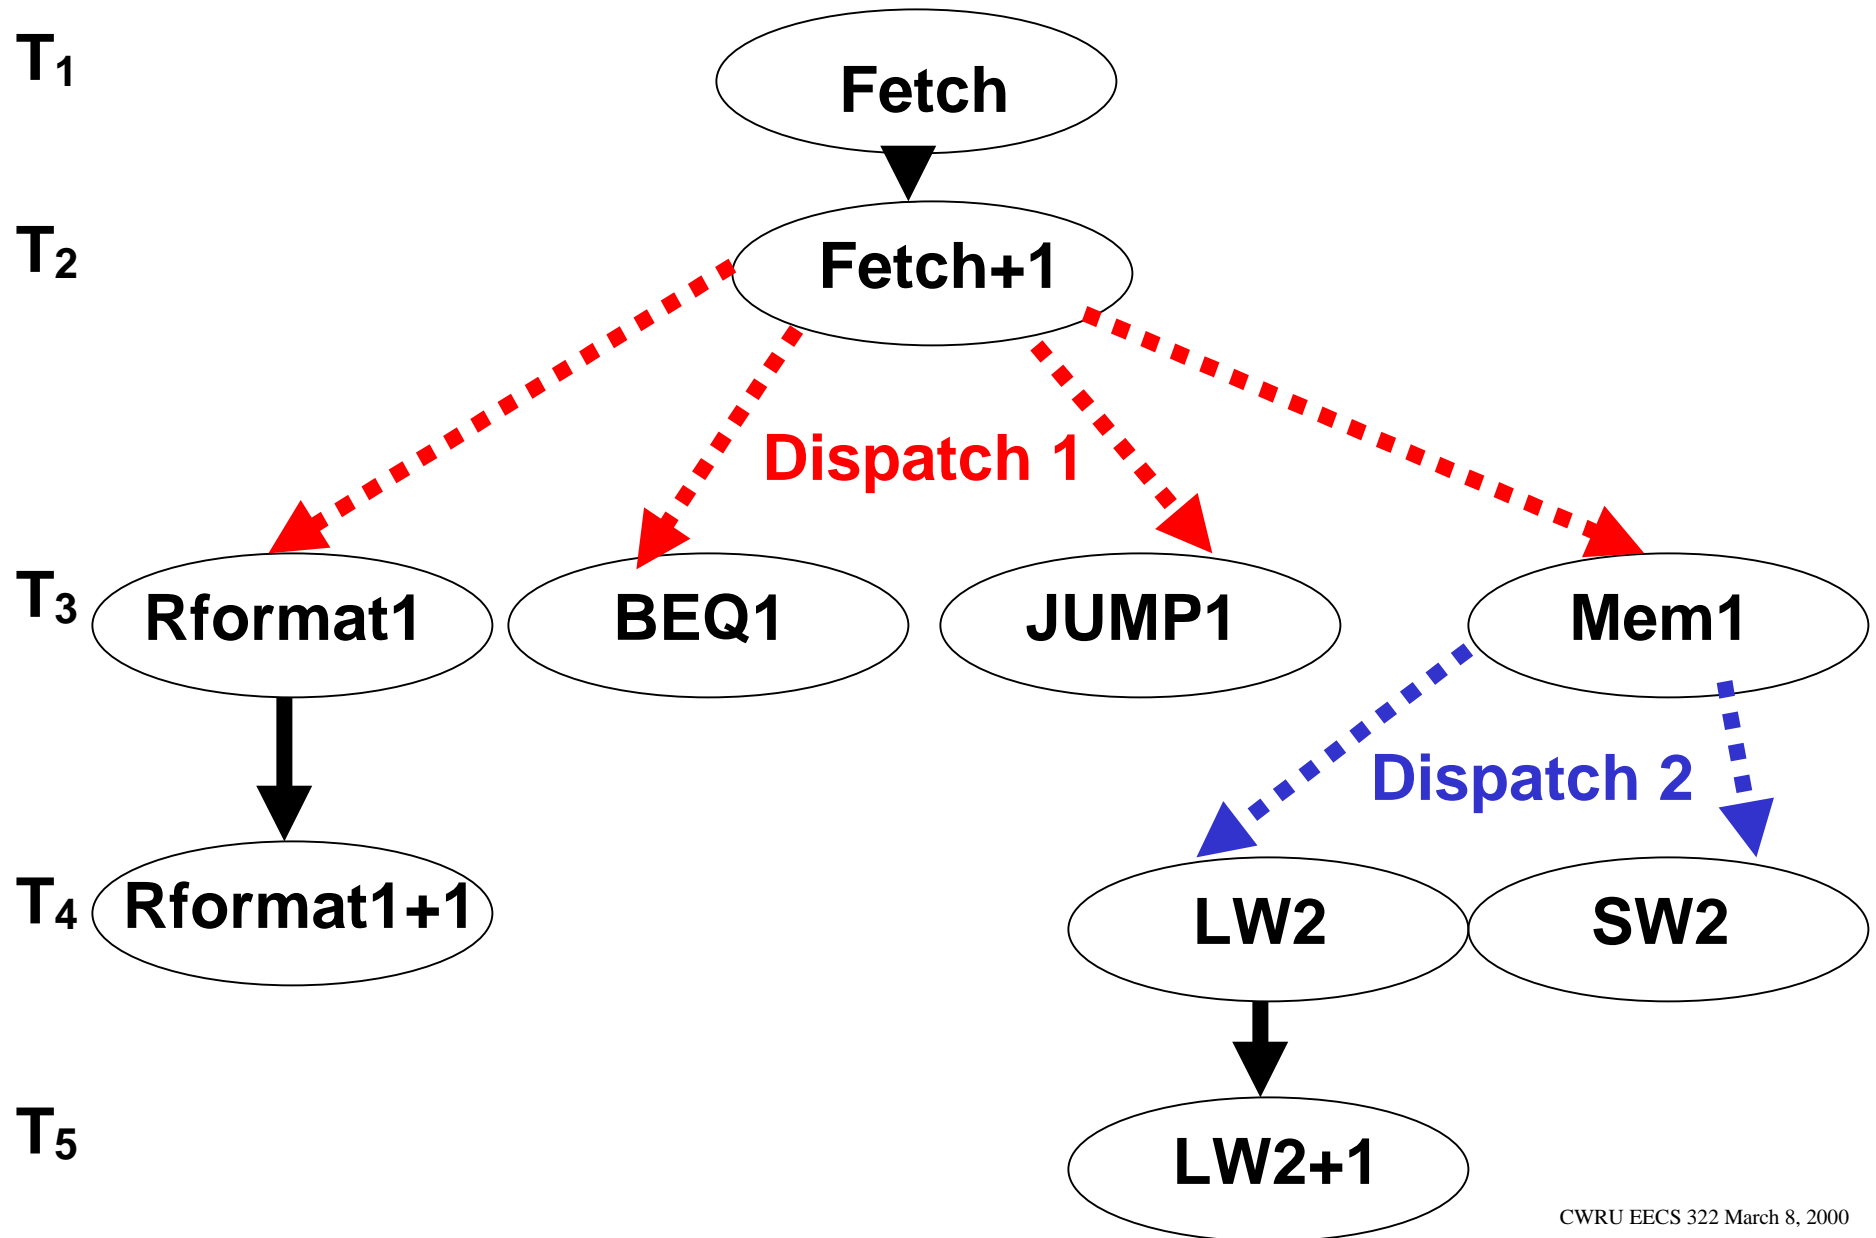 T1
Fetch
T2
Fetch+1
Dispatch 1
T3
Rformat1
BEQ1
JUMP1
Mem1
Dispatch 2
T4
Rformat1+1
LW2
SW2
T5
LW2+1
CWRU EECS 322 March 8, 2000